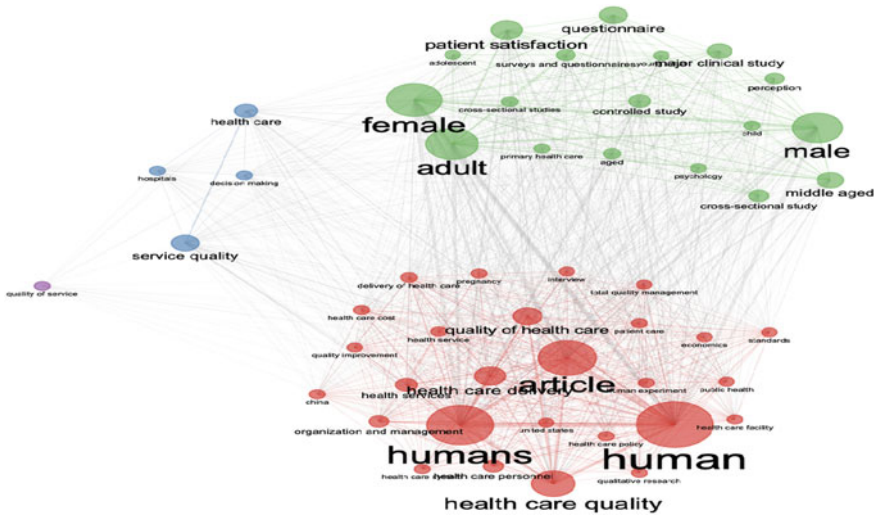 questionnaire
patient satisfaction
adolescent
surveys and questionnaires
major clinical study
perception
cross-sectional studies
controlled study
health care
female
child
male
adult
primary health care
aged
psychology
hospitals
decision making
middle aged
cross-sectional study
service quality
quality of service
delivery of health care
pregnancy
interview
total quality management
health care cost
quality of health care
patient care
health service
economics
standards
quality improvement
article
health services
health care delivery
human experiment
public health
china
organization and management
united states
health care facility
health care policy
humans
human
health care personnel
qualitative research
health care quality